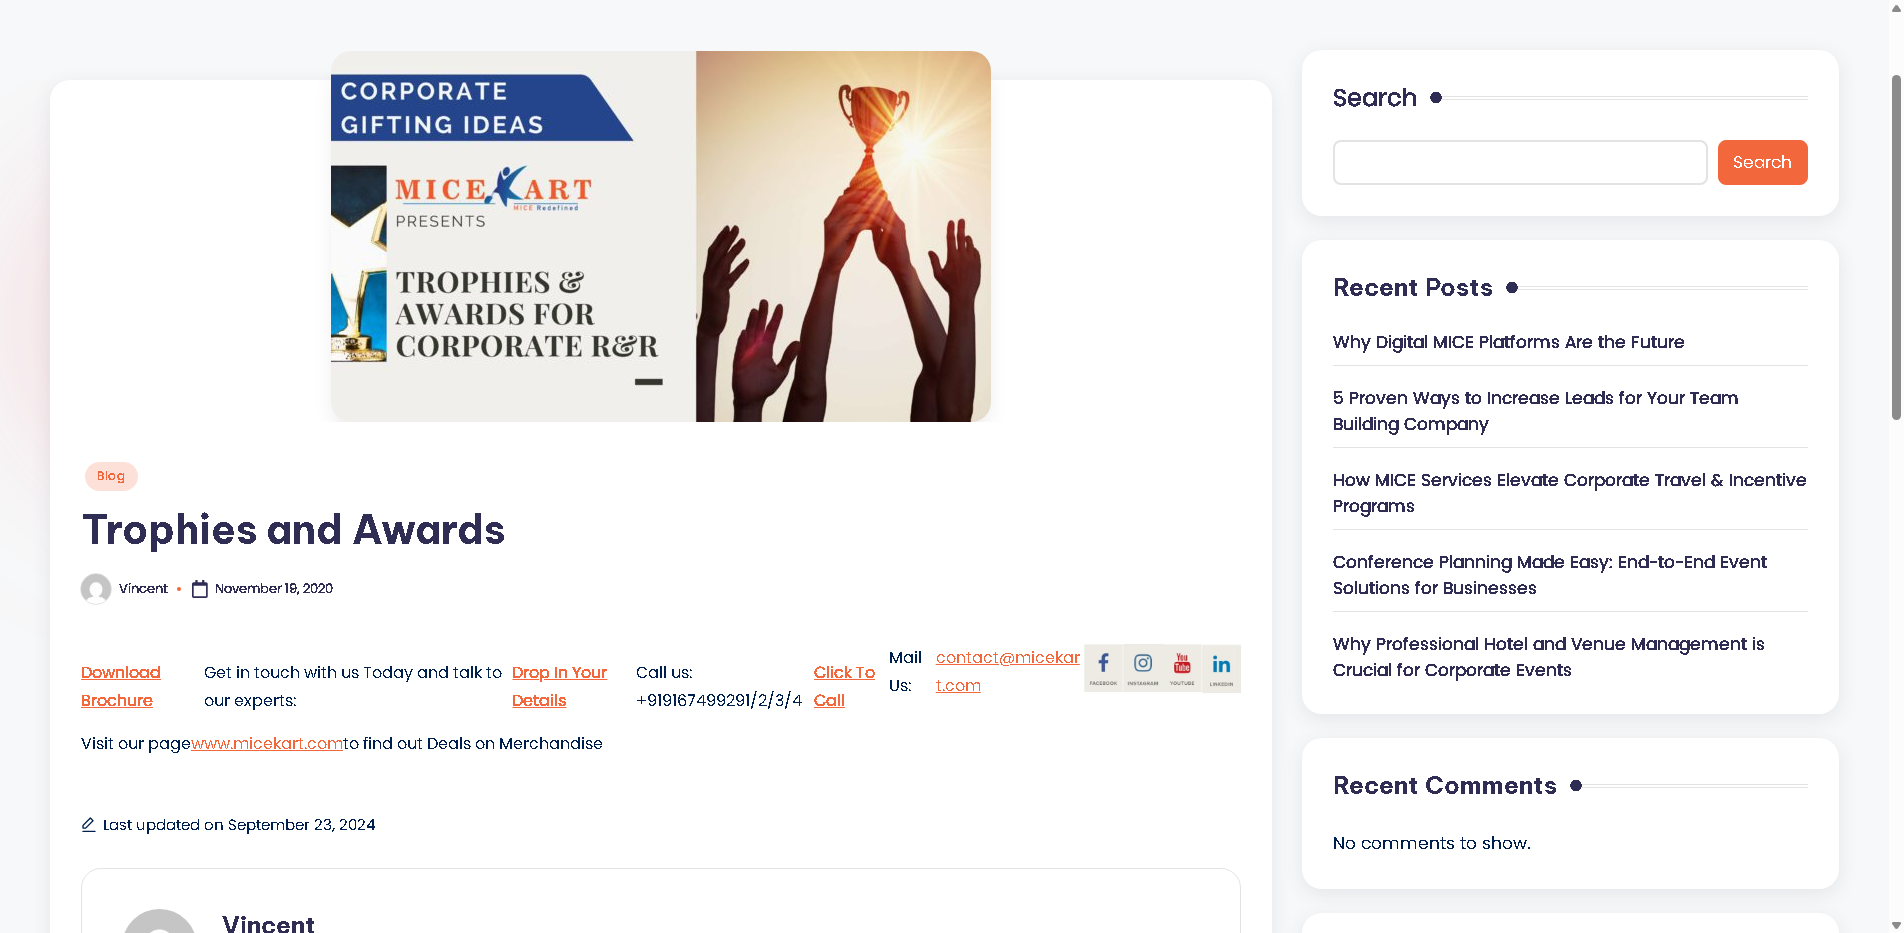 CORPORATE
GIFTING IDEAS
MICEKART
MICE Redefined
PRESENTS
TROPHIES &
AWARDS FOR
CORPORATE R&R
Blog
Trophies and Awards
Vincent • November 19, 2020
Download
Brochure
Get in touch with us Today and talk to
our experts:
Drop In Your
Details
Call us:
+919167499291/2/3/4
Click To
Call
Mail
Us:
contact@micekar
t.com
FACEBOOK
INSTAGRAM
You
Tube
YOUTUBE
in
LINKEDIN
Visit our pagewww.micekart.comto find out Deals on Merchandise
Last updated on September 23, 2024
Vincent
Search
Search
Recent Posts
Why Digital MICE Platforms Are the Future
5 Proven Ways to Increase Leads for Your Team
Building Company
How MICE Services Elevate Corporate Travel & Incentive
Programs
Conference Planning Made Easy: End-to-End Event
Solutions for Businesses
Why Professional Hotel and Venue Management is
Crucial for Corporate Events
Recent Comments
No comments to show.